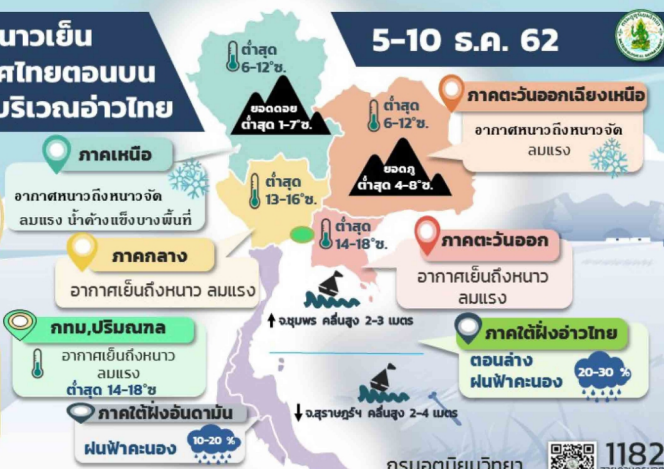 นาวเย็น
ศไทยตอนบน
บริเวณอ่าวไทย
5-10 ธ.ค. 62
ต่ำสุด
6-12°ซ.
ยอดดอย
ต่ำสุด 1-7°ซ.
ต่ำสุด
6-12°ซ.
ยอดภู
ต่ำสุด 4-8°ซ.
ภาคตะวันออกเฉียงเหนือ
อากาศหนาวถึงหนาวจัด
ลมแรง
ภาคเหนือ
อากาศหนาวถึงหนาวจัด
ลมแรง น้ำค้างแข็งบางพื้นที่
ต่ำสุด
13-16°ซ.
ต่ำสุด
14-18°ซ.
ภาคกลาง
อากาศเย็นถึงหนาว ลมแรง
ภาคตะวันออก
อากาศเย็นถึงหนาว
ลมแรง
จ.ชุมพร คลื่นสูง 2-3 เมตร
กทม,ปริมณฑล
อากาศเย็นถึงหนาว
ลมแรง
ต่ำสุด 14-18°ซ
ภาคใต้ฝั่งอ่าวไทย
ตอนล่าง
ฝนฟ้าคะนอง
20-30 %
จ.สุราษฎร์ฯ คลื่นสูง 2-4 เมตร
ภาคใต้ฝั่งอันดามัน
ฝนฟ้าคะนอง
10-20 %
กรมอุตุนิยมวิทยา
1182